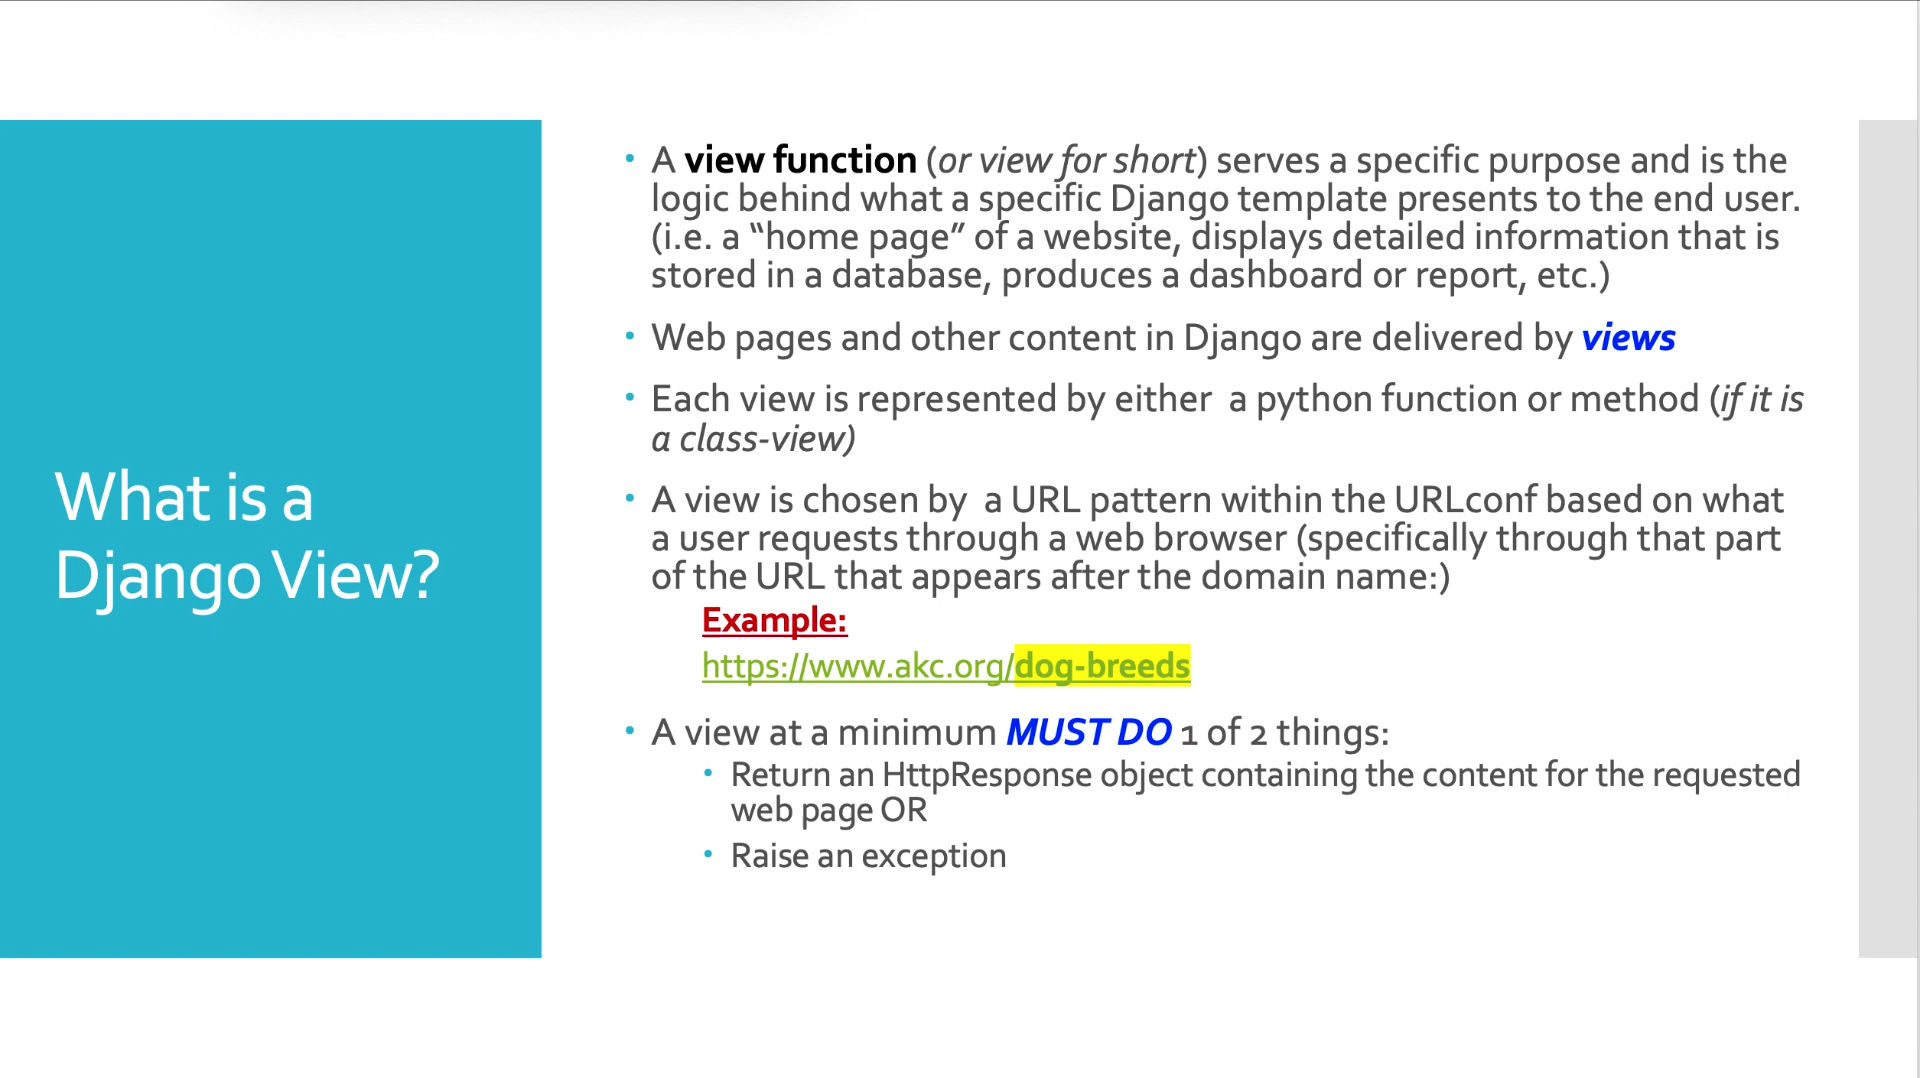 What is a
Django View?
• A view function (or view for short) serves a specific purpose and is the
logic behind what a specific Django template presents to the end user.
(i.e. a “home page” of a website, displays detailed information that is
stored in a database, produces a dashboard or report, etc.)
• Web pages and other content in Django are delivered by views
• Each view is represented by either  a python function or method (if it is
a class-view)
• A view is chosen by  a URL pattern within the URLconf based on what
a user requests through a web browser (specifically through that part
of the URL that appears after the domain name:)
Example:
https://www.akc.org/dog-breeds
• A view at a minimum MUST DO 1 of 2 things:
• Return an HttpResponse object containing the content for the requested
web page OR
• Raise an exception